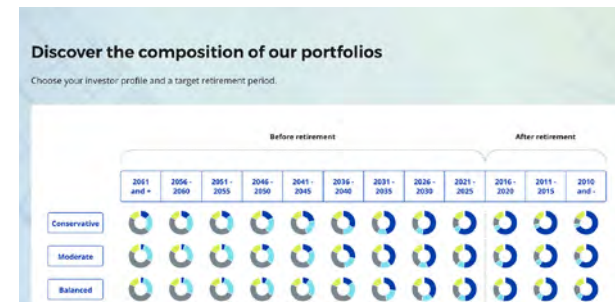 Discover the composition of our portfolios
Choose your investor profile and a target retirement period.
Before retirement
After retirement
2061 and +
2056 - 2060
2051 - 2055
2046 - 2050
2041 - 2045
2036 - 2040
2031 - 2035
2026 - 2030
2021 - 2025
2016 - 2020
2011 - 2015
2010 and -
Conservative
Moderate
Balanced